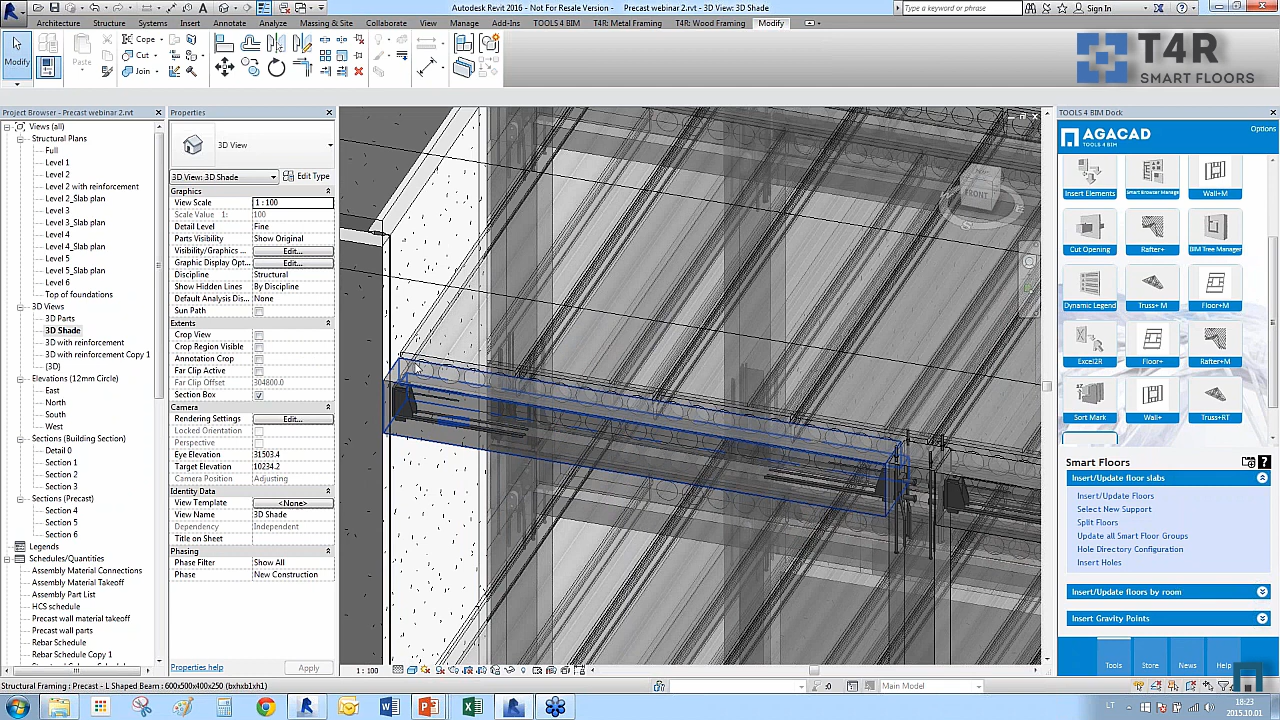 Autodesk Revit 2016 - Not For Resale Version - Precast webinar 2.rvt - 3D View: 3D Shade
Type a keyword or phrase
Sign In
Architecture Structure Systems Insert Annotate Analyze Massing & Site Collaborate View Manage Add-Ins TOOLS 4 BIM T4R: Metal Framing T4R: Wood Framing Modify
Modify
Paste
Cope
Cut
Join
T4R
SMART FLOORS
Project Browser - Precast webinar 2.rvt
Views (all)
Structural Plans
Full
Level 1
Level 2
Level 2 with reinforcement
Level 2_Slab plan
Level 3
Level 3_Slab plan
Level 4
Level 4_Slab plan
Level 5
Level 5_Slab plan
Level 6
Top of foundations
3D Views
3D Parts
3D Shade
3D with reinforcement
3D with reinforcement Copy 1
{3D}
Elevations (12mm Circle)
East
North
South
West
Sections (Building Section)
Detail 0
Section 1
Section 2
Section 3
Sections (Precast)
Section 4
Section 5
Section 6
Legends
Schedules/Quantities
Assembly Material Connections
Assembly Material Takeoff
Assembly Part List
HCS schedule
Precast wall material takeoff
Precast wall parts
Rebar Schedule
Rebar Schedule Copy 1
Properties
3D View
3D View: 3D Shade
Edit Type
Graphics
View Scale 1 : 100
Scale Value 1: 100
Detail Level Fine
Parts Visibility Show Original
Visibility/Graphics ... Edit...
Graphic Display Opt... Edit...
Discipline Structural
Show Hidden Lines By Discipline
Default Analysis Dis... None
Sun Path
Extents
Crop View
Crop Region Visible
Annotation Crop
Far Clip Active
Far Clip Offset 304800.0
Section Box
Camera
Rendering Settings Edit...
Locked Orientation
Perspective
Eye Elevation 31503.4
Target Elevation 10234.2
Camera Position Adjusting
Identity Data
View Template <None>
View Name 3D Shade
Dependency Independent
Title on Sheet
Phasing
Phase Filter Show All
Phase New Construction
Properties help
Apply
FRONT
1 : 100
TOOLS 4 BIM Dock
AGACAD
TOOLS 4 BIM
Options
Insert Elements
Smart Browser Manage
Wall+M
Cut Opening
Rafter+
BIM Tree Manager
Dynamic Legend
Truss+ M
Floor+M
Excel2R
Floor+
Rafter+M
Sort Mark
Wall+
Truss+RT
Smart Floors
Insert/Update floor slabs
Insert/Update Floors
Select New Support
Split Floors
Update all Smart Floor Groups
Hole Directory Configuration
Insert Holes
Insert/Update floors by room
Insert Gravity Points
Tools
Store
News
Help
Structural Framing : Precast - L Shaped Beam : 600x500x400x250 (bxhxb1xh1)
:0
Main Model
LT
18:23
2015.10.01